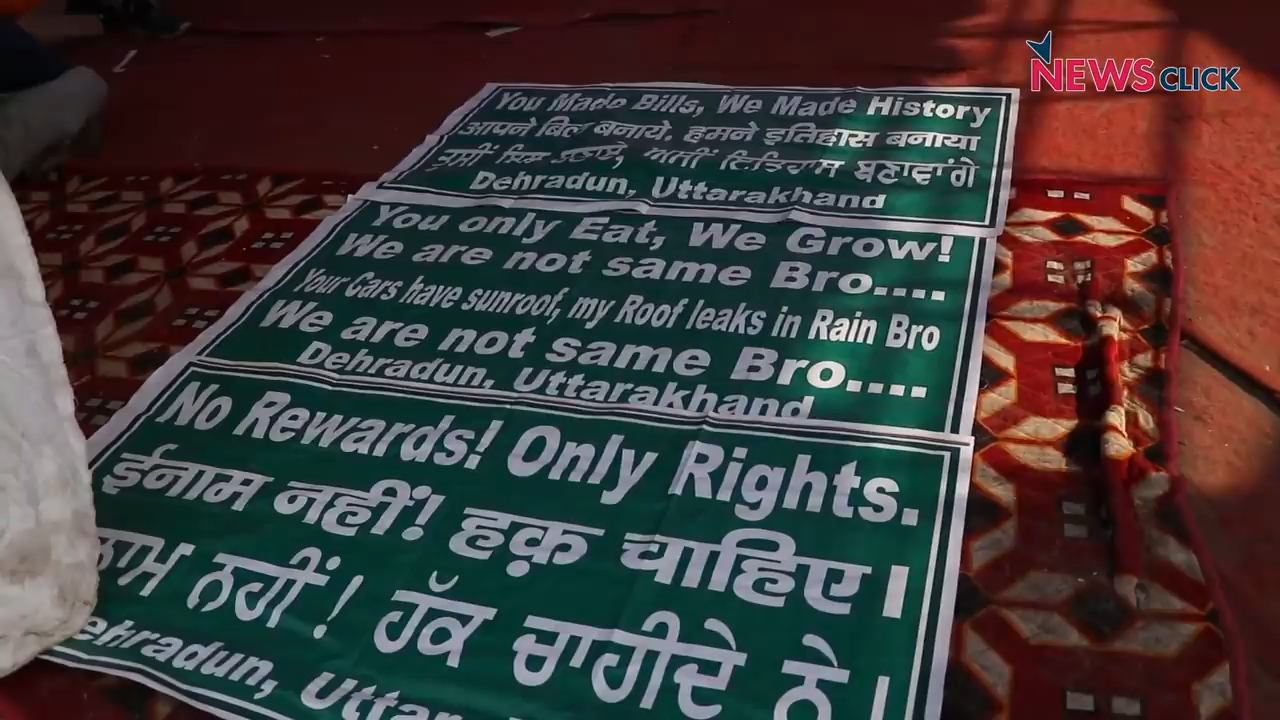 NEWSCLICK
You Made Bills, We Made History
आपने बिल बनाये, हमने इतिहास बनाया
ਤੁਸੀਂ ਬਿਲ ਬਣਾਏ, ਅਸੀਂ ਇਤਿਹਾਸ ਬਣਾਵਾਂਗੇ
Dehradun, Uttarakhand
You only Eat, We Grow!
We are not same Bro....
Your Cars have sunroof, my Roof leaks in Rain Bro
We are not same Bro....
Dehradun, Uttarakhand
No Rewards! Only Rights.
ईनाम नहीं! हक़ चाहिए।
ਨਹੀਂ! ਹੱਕ ਚਾਹੀਦੇ ਨੇ।